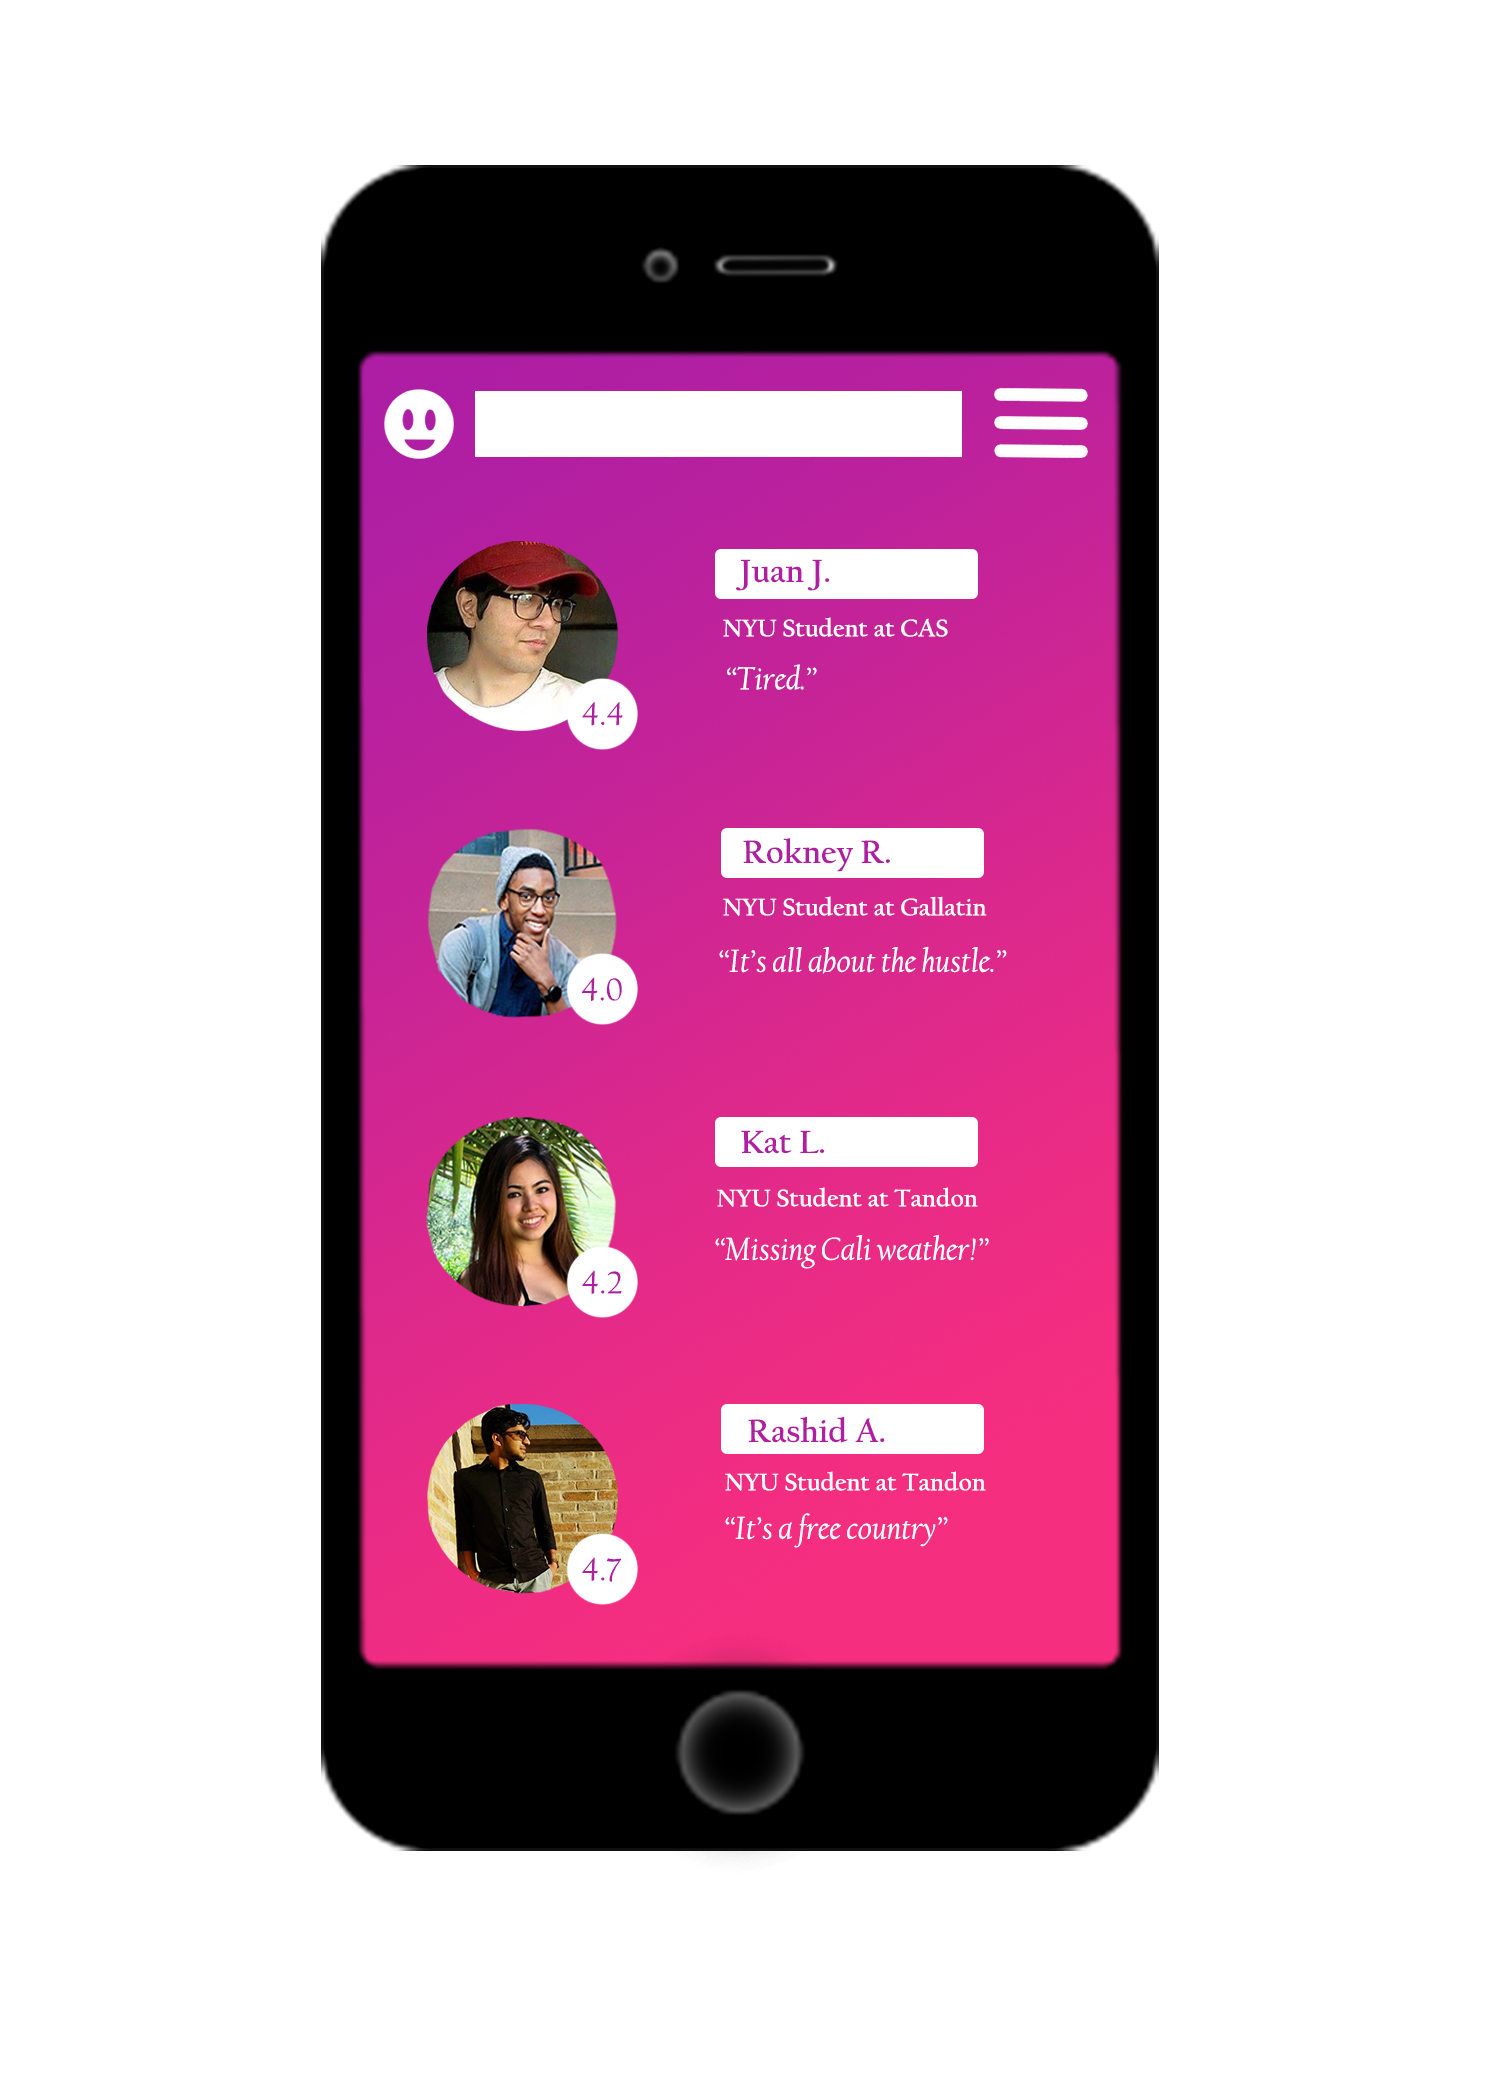 Juan J.
NYU Student at CAS
“Tired.”
4.4
Rokney R.
NYU Student at Gallatin
“It’s all about the hustle.”
4.0
Kat L.
NYU Student at Tandon
“Missing Cali weather!”
4.2
Rashid A.
NYU Student at Tandon
“It’s a free country”
4.7